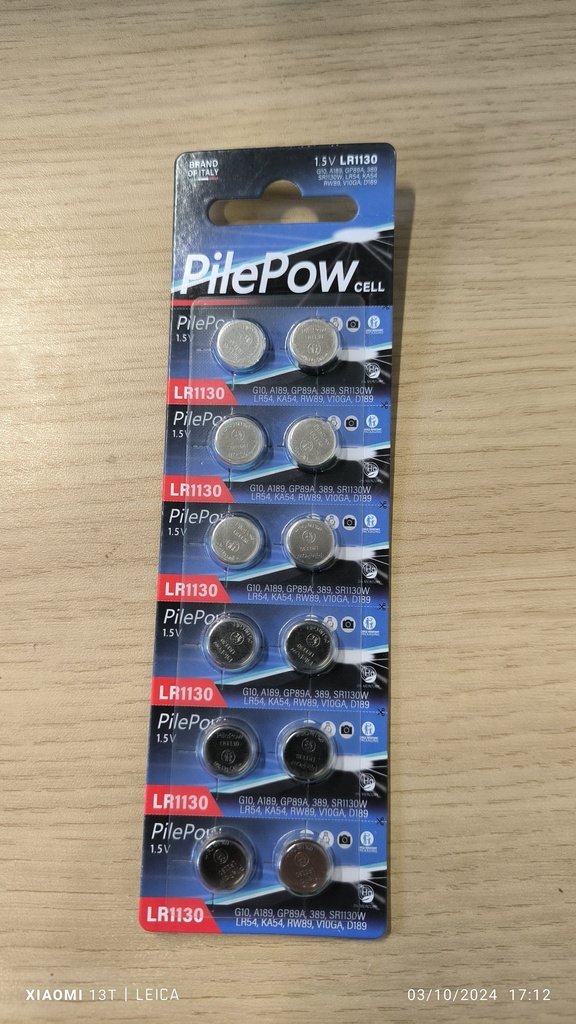 BRAND
OF ITALY
1.5V LR1130
G10, A189, GP89A, 389
SR1130W, LR54, KA54
RW89, V10GA, D189
PilePow CELL
PilePo
1.5V
LR1130
G10, A189, GP89A, 389, SR1130W
LR54, KA54, RW89, V10GA, D189
PilePo
1.5V
LR1130
G10, A189, GP89A, 389, SR1130W
LR54, KA54, RW89, V10GA, D189
PilePo
1.5V
LR1130
G10, A189, GP89A, 389, SR1130W
LR54, KA54, RW89, V10GA, D189
PilePo
1.5V
LR1130
G10, A189, GP89A, 389, SR1130W
LR54, KA54, RW89, V10GA, D189
PilePo
1.5V
LR1130
G10, A189, GP89A, 389, SR1130W
LR54, KA54, RW89, V10GA, D189
PilePow
1.5V
LR1130
G10, A189, GP89A, 389, SR1130W
LR54, KA54, RW89, V10GA, D189
XIAOMI 13T | LEICA
03/10/2024 17:12